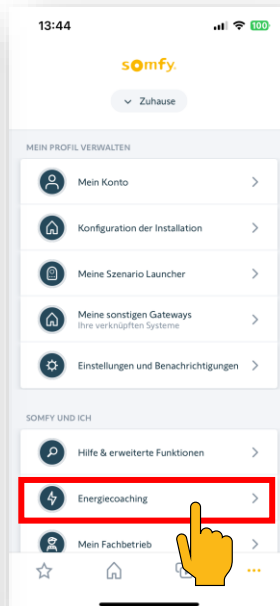 13:44
100
somfy.
Zuhause
MEIN PROFIL VERWALTEN
Mein Konto
Konfiguration der Installation
Meine Szenario Launcher
Meine sonstigen Gateways
Ihre verknüpften Systeme
Einstellungen und Benachrichtigungen
SOMFY UND ICH
Hilfe & erweiterte Funktionen
Energiecoaching
Mein Fachbetrieb